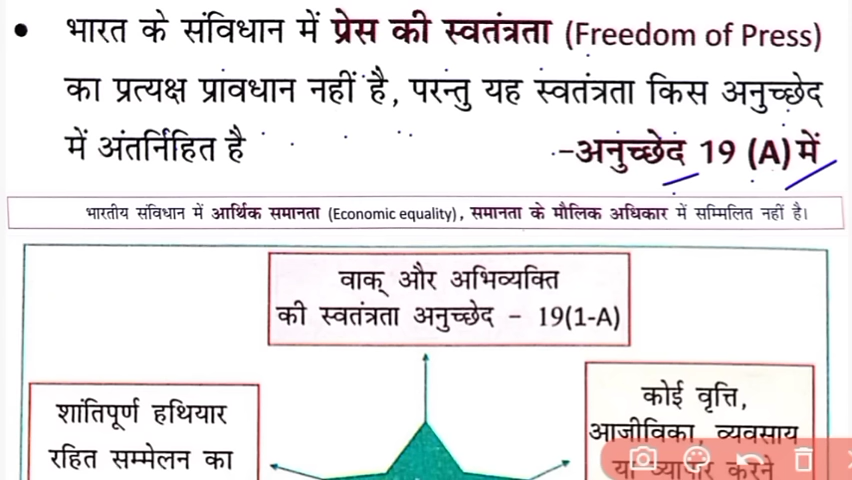 • भारत के संविधान में प्रेस की स्वतंत्रता (Freedom of Press)
का प्रत्यक्ष प्रावधान नहीं है, परन्तु यह स्वतंत्रता किस अनुच्छेद
में अंतर्निहित है -अनुच्छेद 19 (A) में
भारतीय संविधान में आर्थिक समानता (Economic equality), समानता के मौलिक अधिकार में सम्मिलित नहीं है।
वाक् और अभिव्यक्ति
की स्वतंत्रता अनुच्छेद - 19(1-A)
शांतिपूर्ण हथियार
रहित सम्मेलन का
कोई वृत्ति,
आजीविका, व्यवसाय
या व्यापार करने